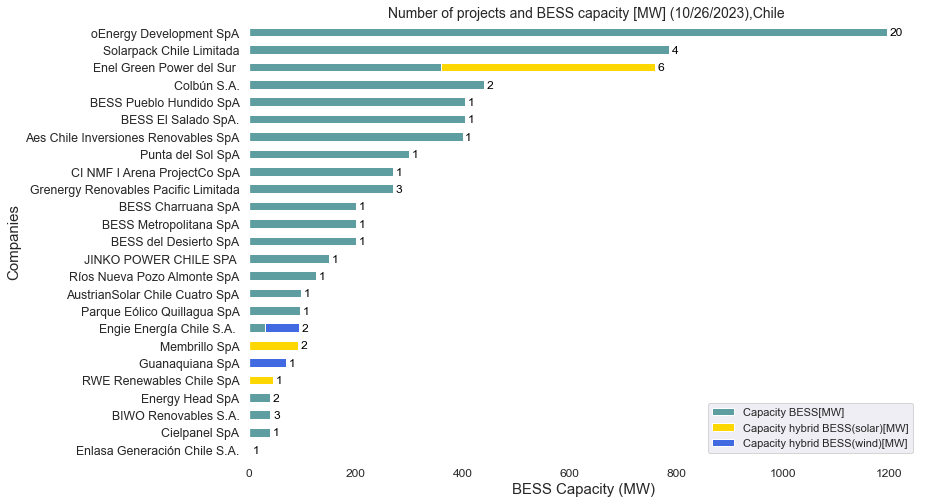 Number of projects and BESS capacity [MW] (10/26/2023),Chile
Companies
oEnergy Development SpA 20
Solarpack Chile Limitada 4
Enel Green Power del Sur 6
Colbún S.A. 2
BESS Pueblo Hundido SpA 1
BESS El Salado SpA. 1
Aes Chile Inversiones Renovables SpA 1
Punta del Sol SpA 1
CI NMF I Arena ProjectCo SpA 1
Grenergy Renovables Pacific Limitada 3
BESS Charruana SpA 1
BESS Metropolitana SpA 1
BESS del Desierto SpA 1
JINKO POWER CHILE SPA 1
Ríos Nueva Pozo Almonte SpA 1
AustrianSolar Chile Cuatro SpA 1
Parque Eólico Quillagua SpA 1
Engie Energía Chile S.A. 2
Membrillo SpA 2
Guanaquiana SpA 1
RWE Renewables Chile SpA 1
Energy Head SpA 2
BIWO Renovables S.A. 3
Cielpanel SpA 1
Enlasa Generación Chile S.A. 1
Capacity BESS[MW]
Capacity hybrid BESS(solar)[MW]
Capacity hybrid BESS(wind)[MW]
0 200 400 600 800 1000 1200
BESS Capacity (MW)